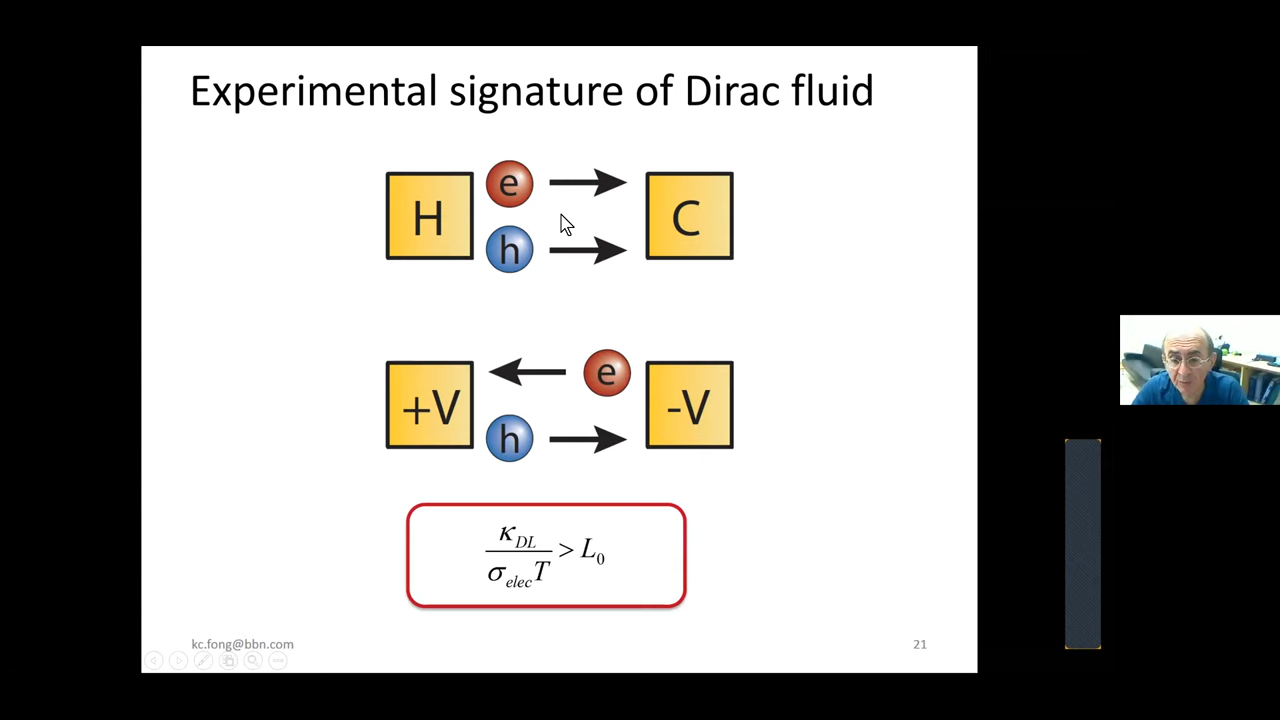 Experimental signature of Dirac fluid
H e C
h
+V e -V
h
κ_DL / σ_elec T > L_0
kc.fong@bbn.com 21